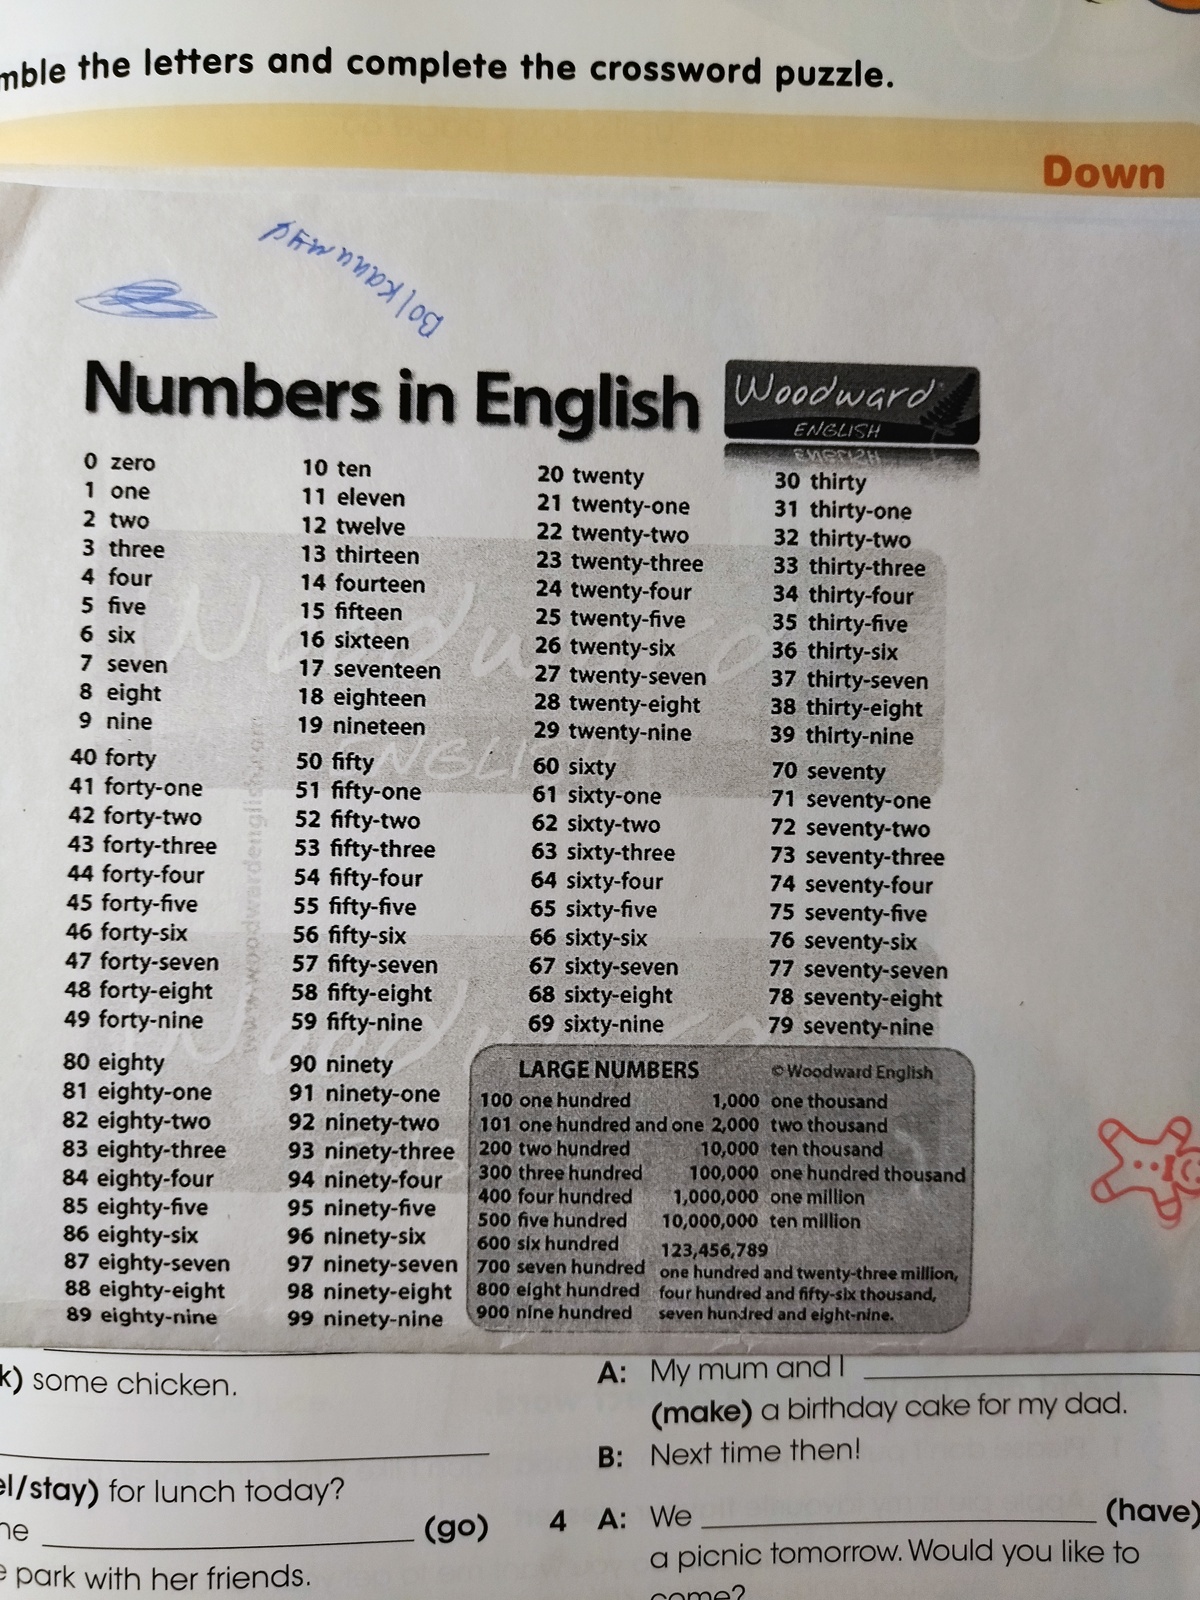 mble the letters and complete the crossword puzzle.
Down
Numbers in English
Woodward
ENGLISH
0 zero
1 one
2 two
3 three
4 four
5 five
6 six
7 seven
8 eight
9 nine
10 ten
11 eleven
12 twelve
13 thirteen
14 fourteen
15 fifteen
16 sixteen
17 seventeen
18 eighteen
19 nineteen
20 twenty
21 twenty-one
22 twenty-two
23 twenty-three
24 twenty-four
25 twenty-five
26 twenty-six
27 twenty-seven
28 twenty-eight
29 twenty-nine
30 thirty
31 thirty-one
32 thirty-two
33 thirty-three
34 thirty-four
35 thirty-five
36 thirty-six
37 thirty-seven
38 thirty-eight
39 thirty-nine
40 forty
41 forty-one
42 forty-two
43 forty-three
44 forty-four
45 forty-five
46 forty-six
47 forty-seven
48 forty-eight
49 forty-nine
50 fifty
51 fifty-one
52 fifty-two
53 fifty-three
54 fifty-four
55 fifty-five
56 fifty-six
57 fifty-seven
58 fifty-eight
59 fifty-nine
60 sixty
61 sixty-one
62 sixty-two
63 sixty-three
64 sixty-four
65 sixty-five
66 sixty-six
67 sixty-seven
68 sixty-eight
69 sixty-nine
70 seventy
71 seventy-one
72 seventy-two
73 seventy-three
74 seventy-four
75 seventy-five
76 seventy-six
77 seventy-seven
78 seventy-eight
79 seventy-nine
80 eighty
81 eighty-one
82 eighty-two
83 eighty-three
84 eighty-four
85 eighty-five
86 eighty-six
87 eighty-seven
88 eighty-eight
89 eighty-nine
90 ninety
91 ninety-one
92 ninety-two
93 ninety-three
94 ninety-four
95 ninety-five
96 ninety-six
97 ninety-seven
98 ninety-eight
99 ninety-nine
LARGE NUMBERS
© Woodward English
100 one hundred
101 one hundred and one
200 two hundred
300 three hundred
400 four hundred
500 five hundred
600 six hundred
700 seven hundred
800 eight hundred
900 nine hundred
1,000 one thousand
2,000 two thousand
10,000 ten thousand
100,000 one hundred thousand
1,000,000 one million
10,000,000 ten million
123,456,789
one hundred and twenty-three million,
four hundred and fifty-six thousand,
seven hundred and eight-nine.
k) some chicken.
el/stay) for lunch today?
ne (go)
e park with her friends.
A: My mum and I
(make) a birthday cake for my dad.
B: Next time then!
4 A: We (have)
a picnic tomorrow. Would you like to
come?